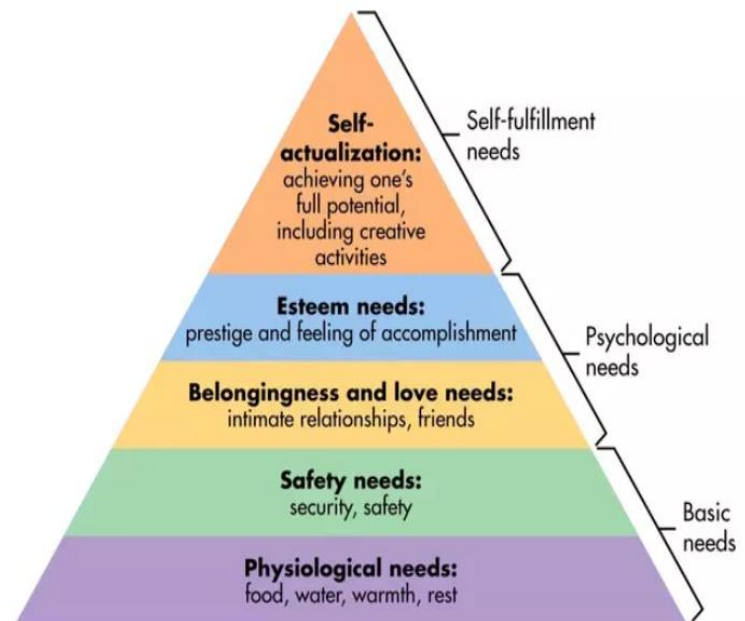 Self-
actualization:
achieving one's
full potential,
including creative
activities
Self-fulfillment
needs
Esteem needs:
prestige and feeling of accomplishment
Psychological
needs
Belongingness and love needs:
intimate relationships, friends
Safety needs:
security, safety
Basic
needs
Physiological needs:
food, water, warmth, rest